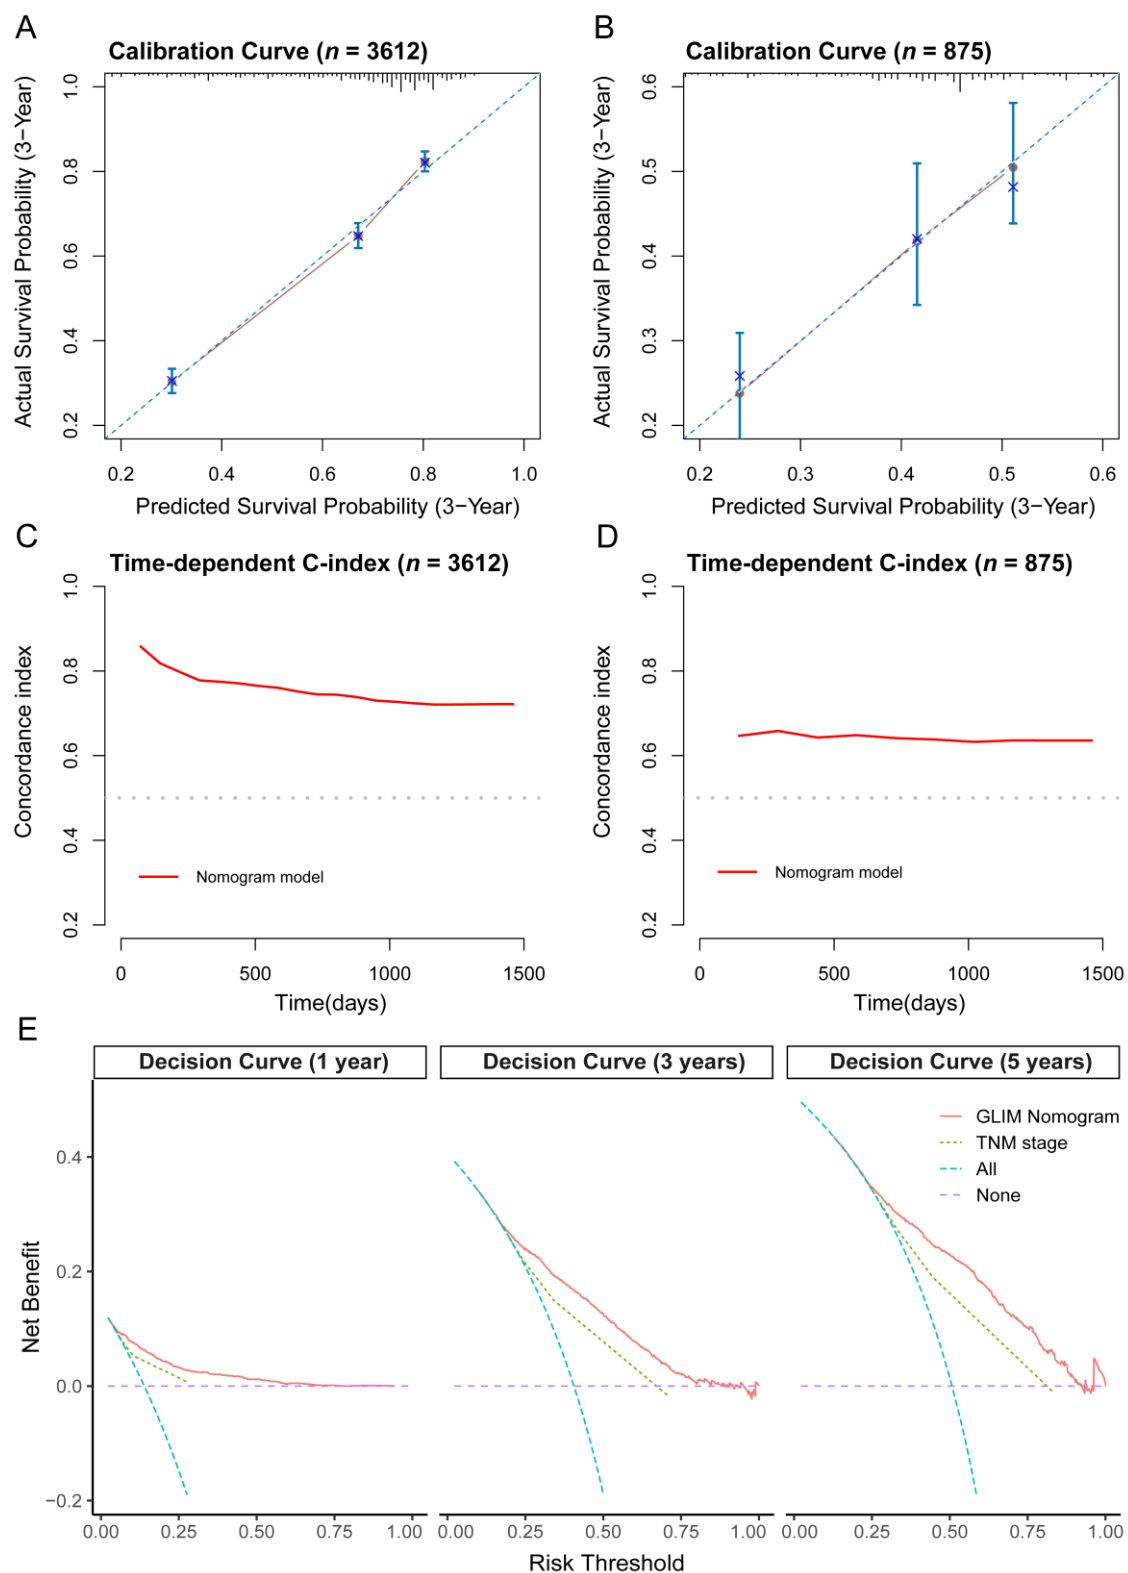 A
Calibration Curve (n = 3612)
Actual Survival Probability (3−Year)
1.0
0.8
0.6
0.4
0.2
0.2 0.4 0.6 0.8 1.0
Predicted Survival Probability (3−Year)
B
Calibration Curve (n = 875)
Actual Survival Probability (3−Year)
0.6
0.5
0.4
0.3
0.2
0.2 0.3 0.4 0.5 0.6
Predicted Survival Probability (3−Year)
C
Time-dependent C-index (n = 3612)
Concordance index
1.0
0.8
0.6
0.4
0.2
Nomogram model
0 500 1000 1500
Time(days)
D
Time-dependent C-index (n = 875)
Concordance index
1.0
0.8
0.6
0.4
0.2
Nomogram model
0 500 1000 1500
Time(days)
E
Decision Curve (1 year) Decision Curve (3 years) Decision Curve (5 years)
GLIM Nomogram
TNM stage
All
None
Net Benefit
0.4
0.2
0.0
−0.2
0.00 0.25 0.50 0.75 1.00 0.00 0.25 0.50 0.75 1.00 0.00 0.25 0.50 0.75 1.00
Risk Threshold